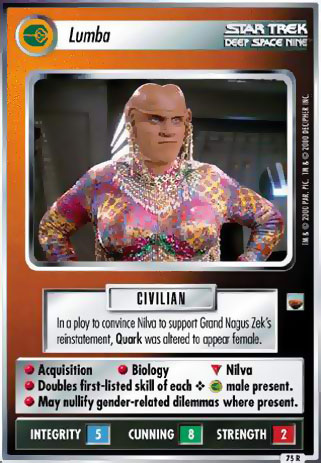 Lumba
STAR TREK
DEEP SPACE NINE
TM & © 2000 PAR. PIC. TM & © 2000 DECIPHER INC.
CIVILIAN
In a ploy to convince Nilva to support Grand Nagus Zek's
reinstatement, Quark was altered to appear female.
Acquisition Biology Nilva
Doubles first-listed skill of each male present.
May nullify gender-related dilemmas where present.
INTEGRITY 5 CUNNING 8 STRENGTH 2
75 R